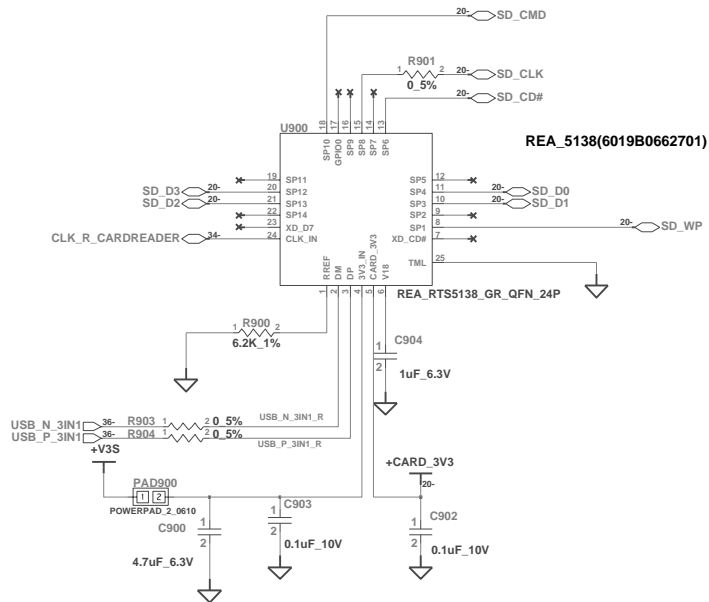 20- SD_CMD
R901
1 2 20- SD_CLK
0_5%
20- SD_CD#
U900
18 17 16 15 14 13
REA_5138(6019B0662701)
SP10 GPIO0 SP9 SP8 SP7 SP6
19 SP11 SP5 12
SD_D3 20- 20 SP12 SP4 11 20- SD_D0
SD_D2 20- 21 SP13 SP3 10 20- SD_D1
22 SP14 SP2 9
23 XD_D7 SP1 8 20- SD_WP
CLK_R_CARDREADER 34- 24 CLK_IN XD_CD# 7
TML 25
RREF DM DP 3V3_IN CARD_3V3 V18
REA_RTS5138_GR_QFN_24P
1 2 3 4 5 6
R900
1 2
6.2K_1%
C904
1
2
1uF_6.3V
USB_N_3IN1 36- R903 1 2 0_5% USB_N_3IN1_R
USB_P_3IN1 36- R904 1 2 0_5% USB_P_3IN1_R
+V3S
+CARD_3V3
20-
PAD900
1 2
POWERPAD_2_0610
C903
1
2
0.1uF_10V
C900
1
2
4.7uF_6.3V
C902
1
2
0.1uF_10V